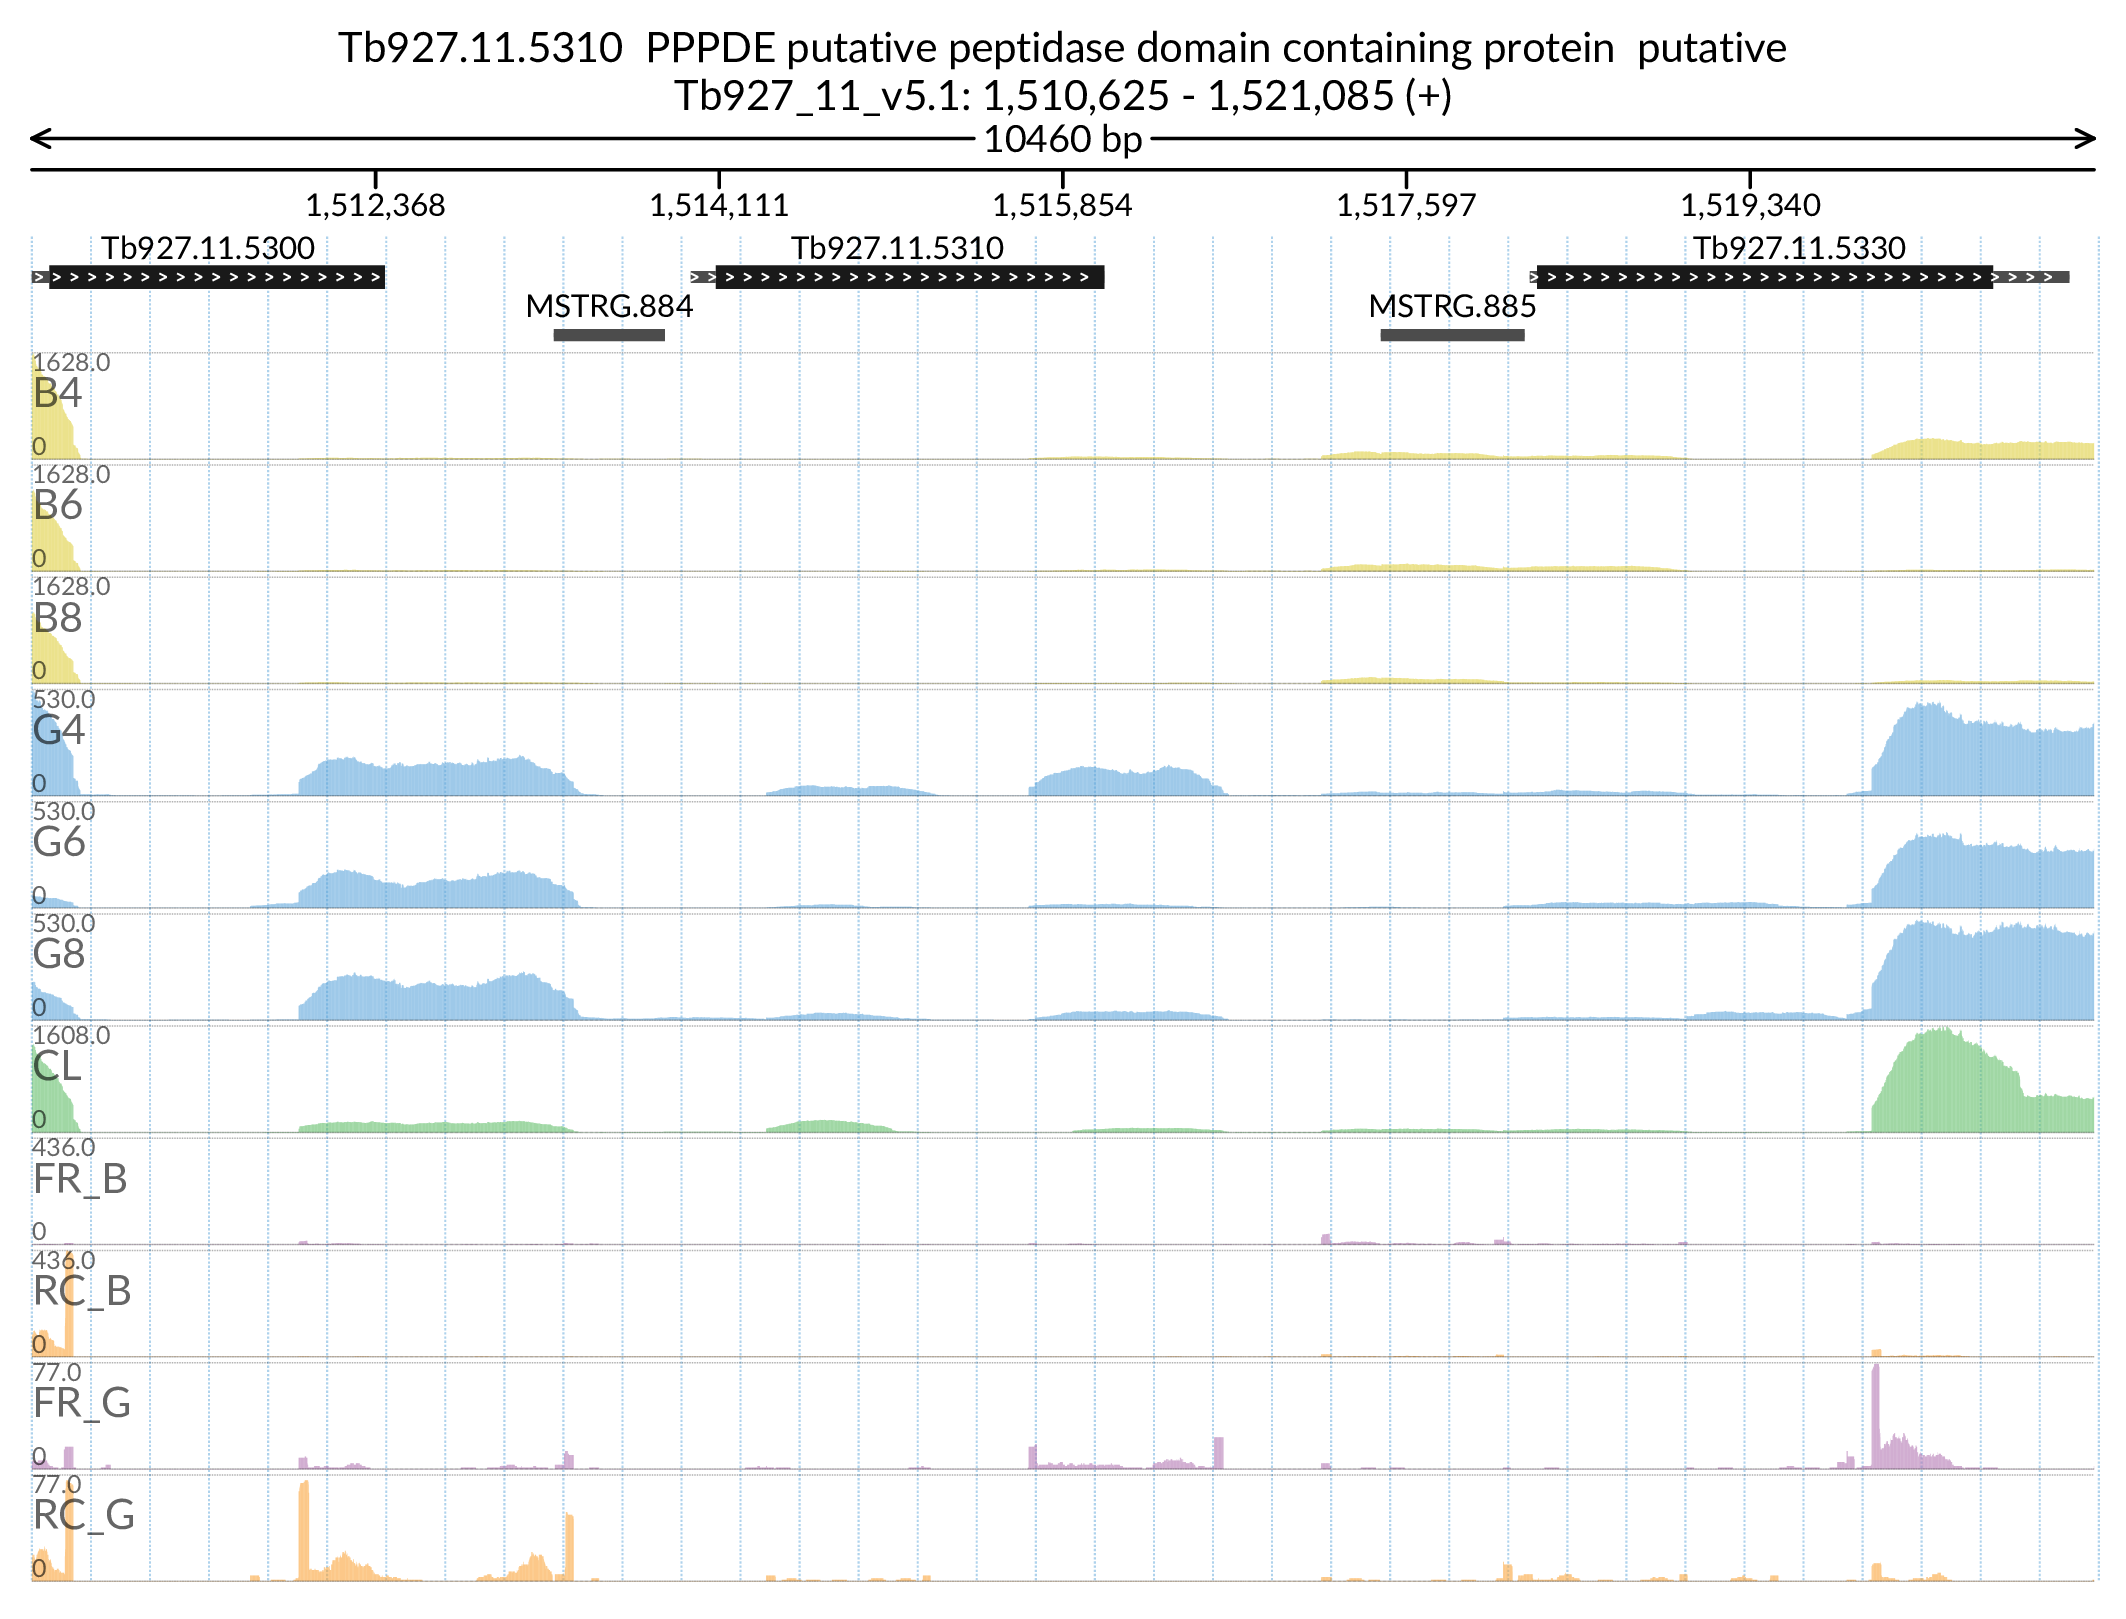 Tb927.11.5310 PPPDE putative peptidase domain containing protein putative
Tb927_11_v5.1: 1,510,625 - 1,521,085 (+)
10460 bp
1,512,368 1,514,111 1,515,854 1,517,597 1,519,340
Tb927.11.5300 Tb927.11.5310 Tb927.11.5330
MSTRG.884 MSTRG.885
1628.0
B4
0
1628.0
B6
0
1628.0
B8
0
530.0
G4
0
530.0
G6
0
530.0
G8
0
1608.0
CL
0
436.0
FR_B
0
436.0
RC_B
0
77.0
FR_G
0
77.0
RC_G
0